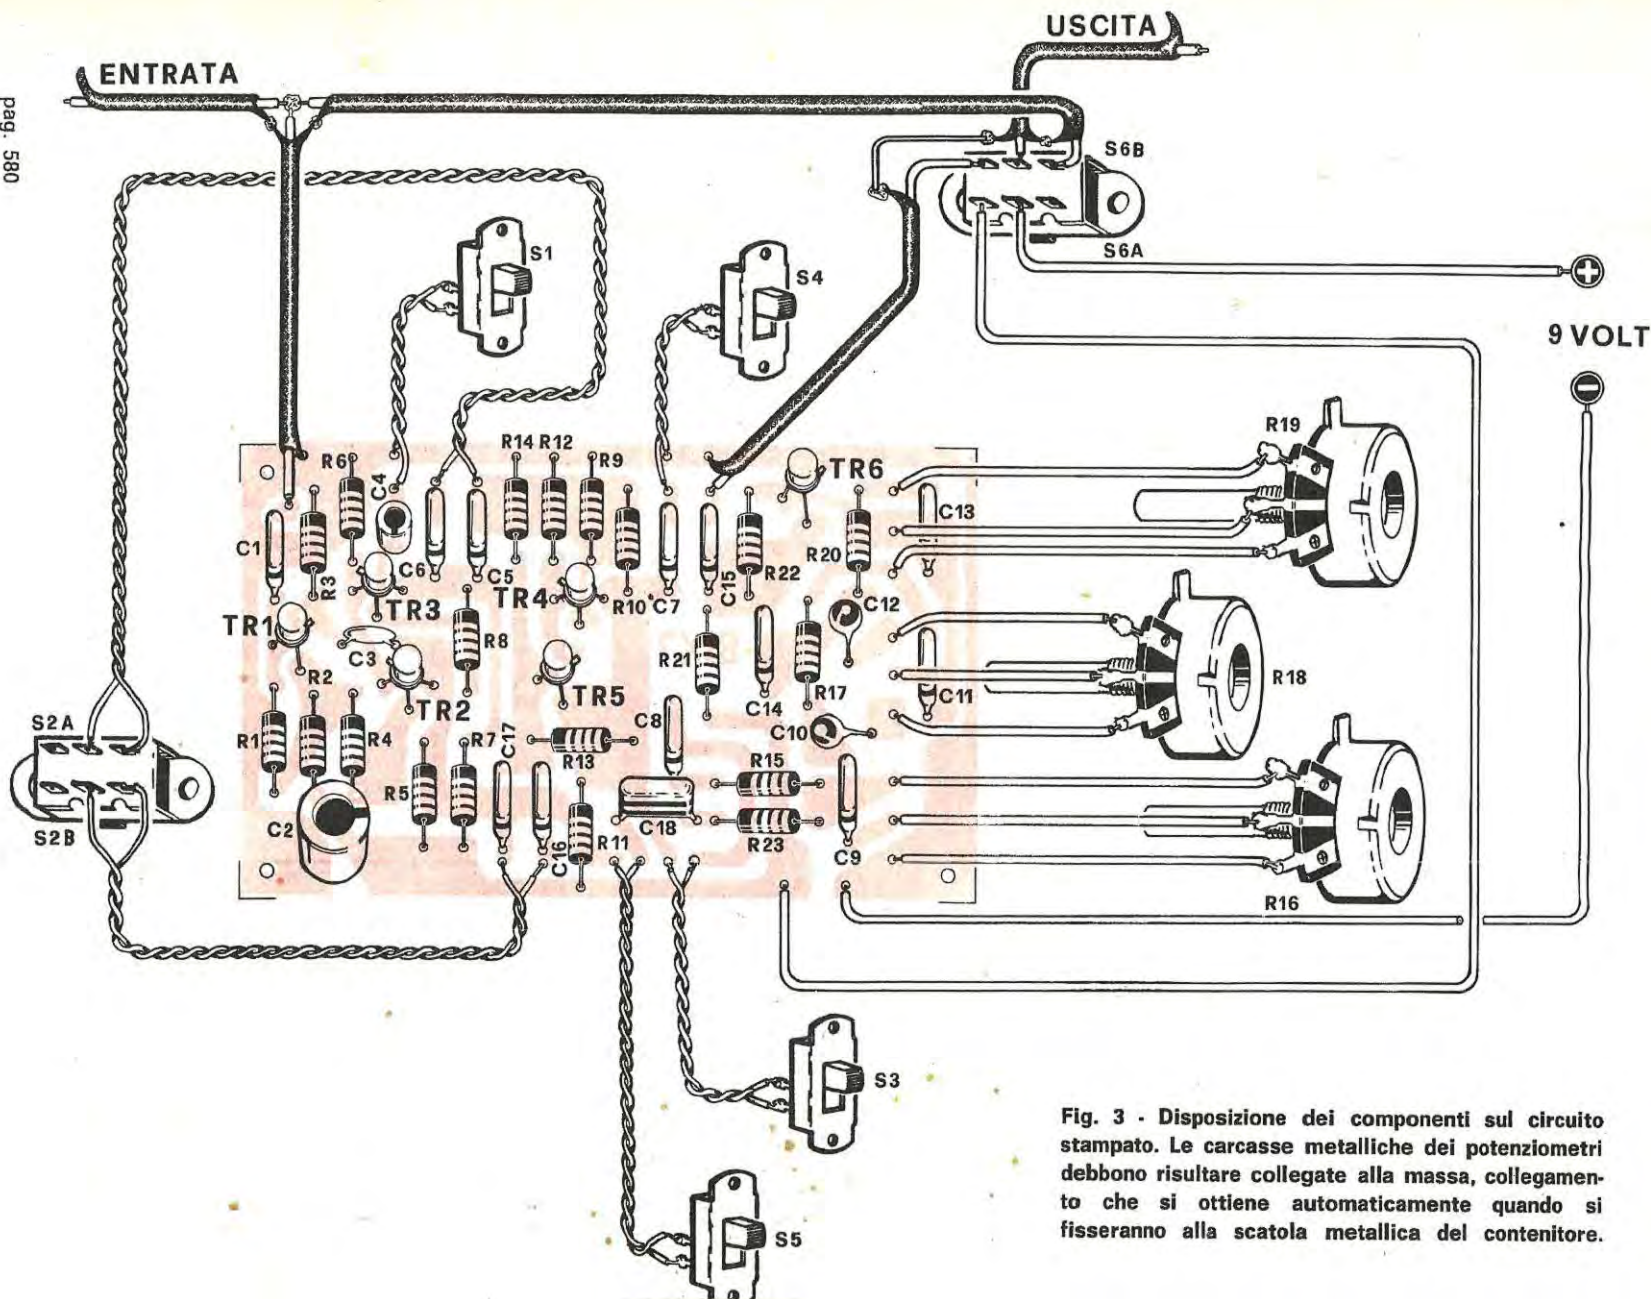 USCITA
ENTRATA
pag. 580
S6B
S6A
S1
S4
9 VOLT
R19
R14 R12
R9
R6
C4
TR6
C13
C1
R3
C6
C5
TR3
TR4
R10 C7
C15
R22
R20
C12
TR1
R8
C3
R2
R21
R17
C11
R18
TR2
TR5
C14
S2A
R1
R4
R7
C17
C8
C10
R13
R15
R5
S2B
C2
C16
R11
C18
R23
C9
R16
S3
S5
Fig. 3 - Disposizione dei componenti sul circuito
stampato. Le carcasse metalliche dei potenziometri
debbono risultare collegate alla massa, collegamen-
to che si ottiene automaticamente quando si
fisseranno alla scatola metallica del contenitore.